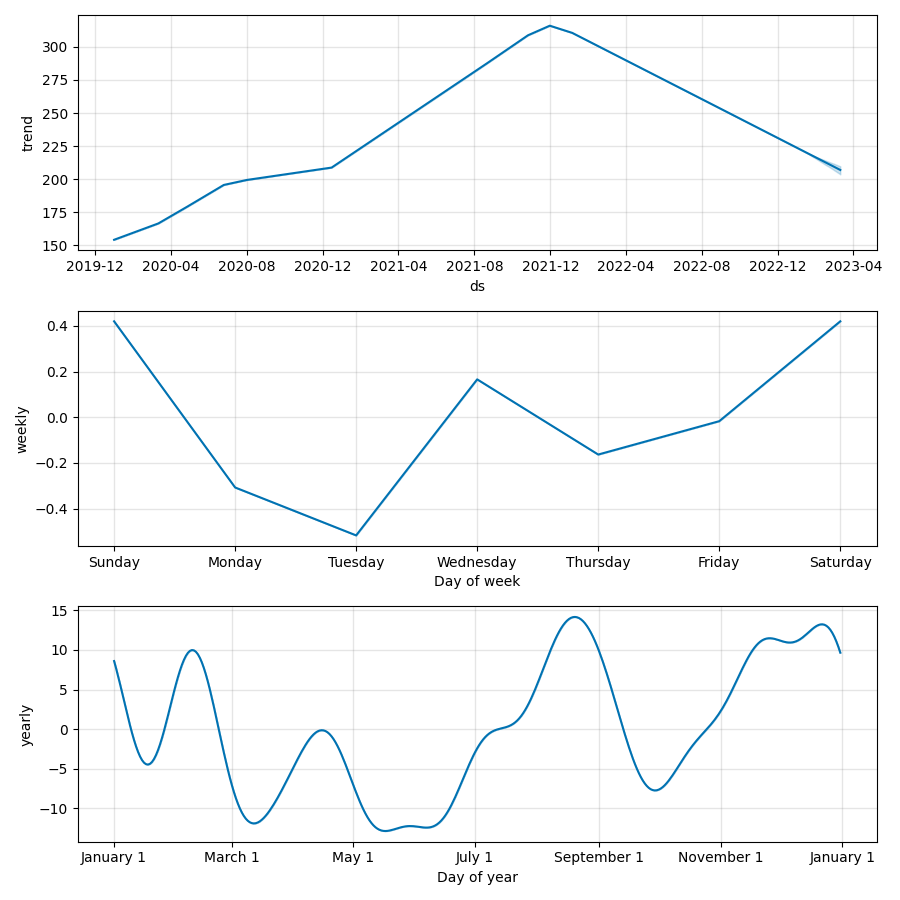 trend
300
275
250
225
200
175
150
2019-12 2020-04 2020-08 2020-12 2021-04 2021-08 2021-12 2022-04 2022-08 2022-12 2023-04
ds
weekly
0.4
0.2
0.0
−0.2
−0.4
Sunday Monday Tuesday Wednesday Thursday Friday Saturday
Day of week
yearly
15
10
5
0
−5
−10
January 1 March 1 May 1 July 1 September 1 November 1 January 1
Day of year